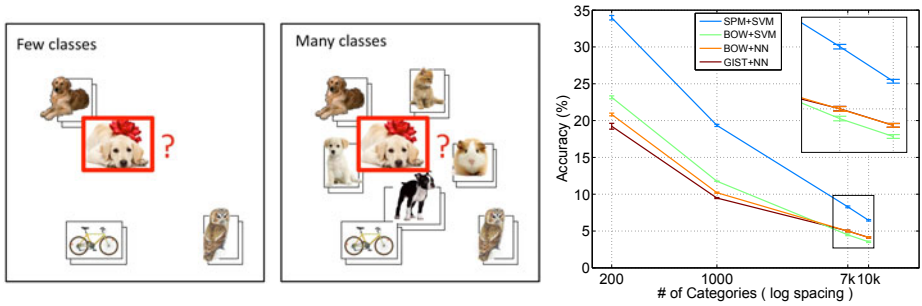 Few classes
?
Many classes
?
35
30
25
20
15
10
5
0
Accuracy (%)
SPM+SVM
BOW+SVM
BOW+NN
GIST+NN
200
1000
7k
10k
# of Categories ( log spacing )